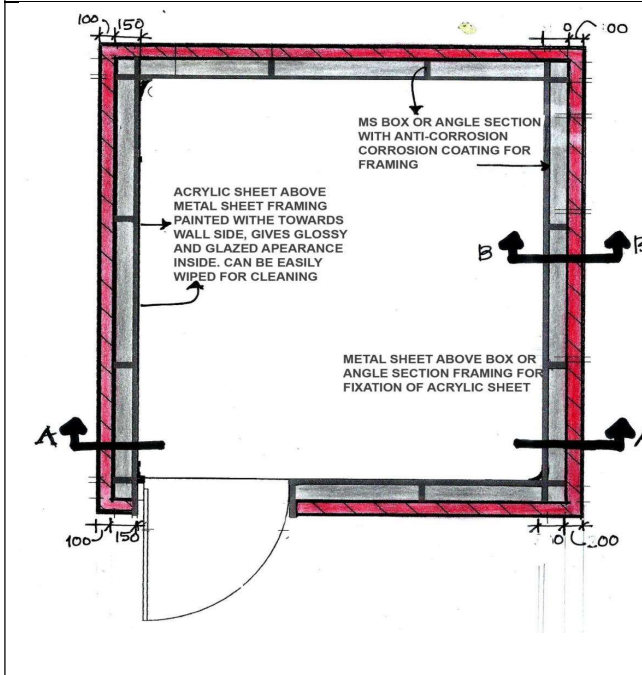 100 150
MS BOX OR ANGLE SECTION
WITH ANTI-CORROSION
CORROSION COATING FOR
FRAMING
ACRYLIC SHEET ABOVE
METAL SHEET FRAMING
PAINTED WITHE TOWARDS
WALL SIDE, GIVES GLOSSY
AND GLAZED APEARANCE
INSIDE. CAN BE EASILY
WIPED FOR CLEANING
B
METAL SHEET ABOVE BOX OR
ANGLE SECTION FRAMING FOR
FIXATION OF ACRYLIC SHEET
A
100 150